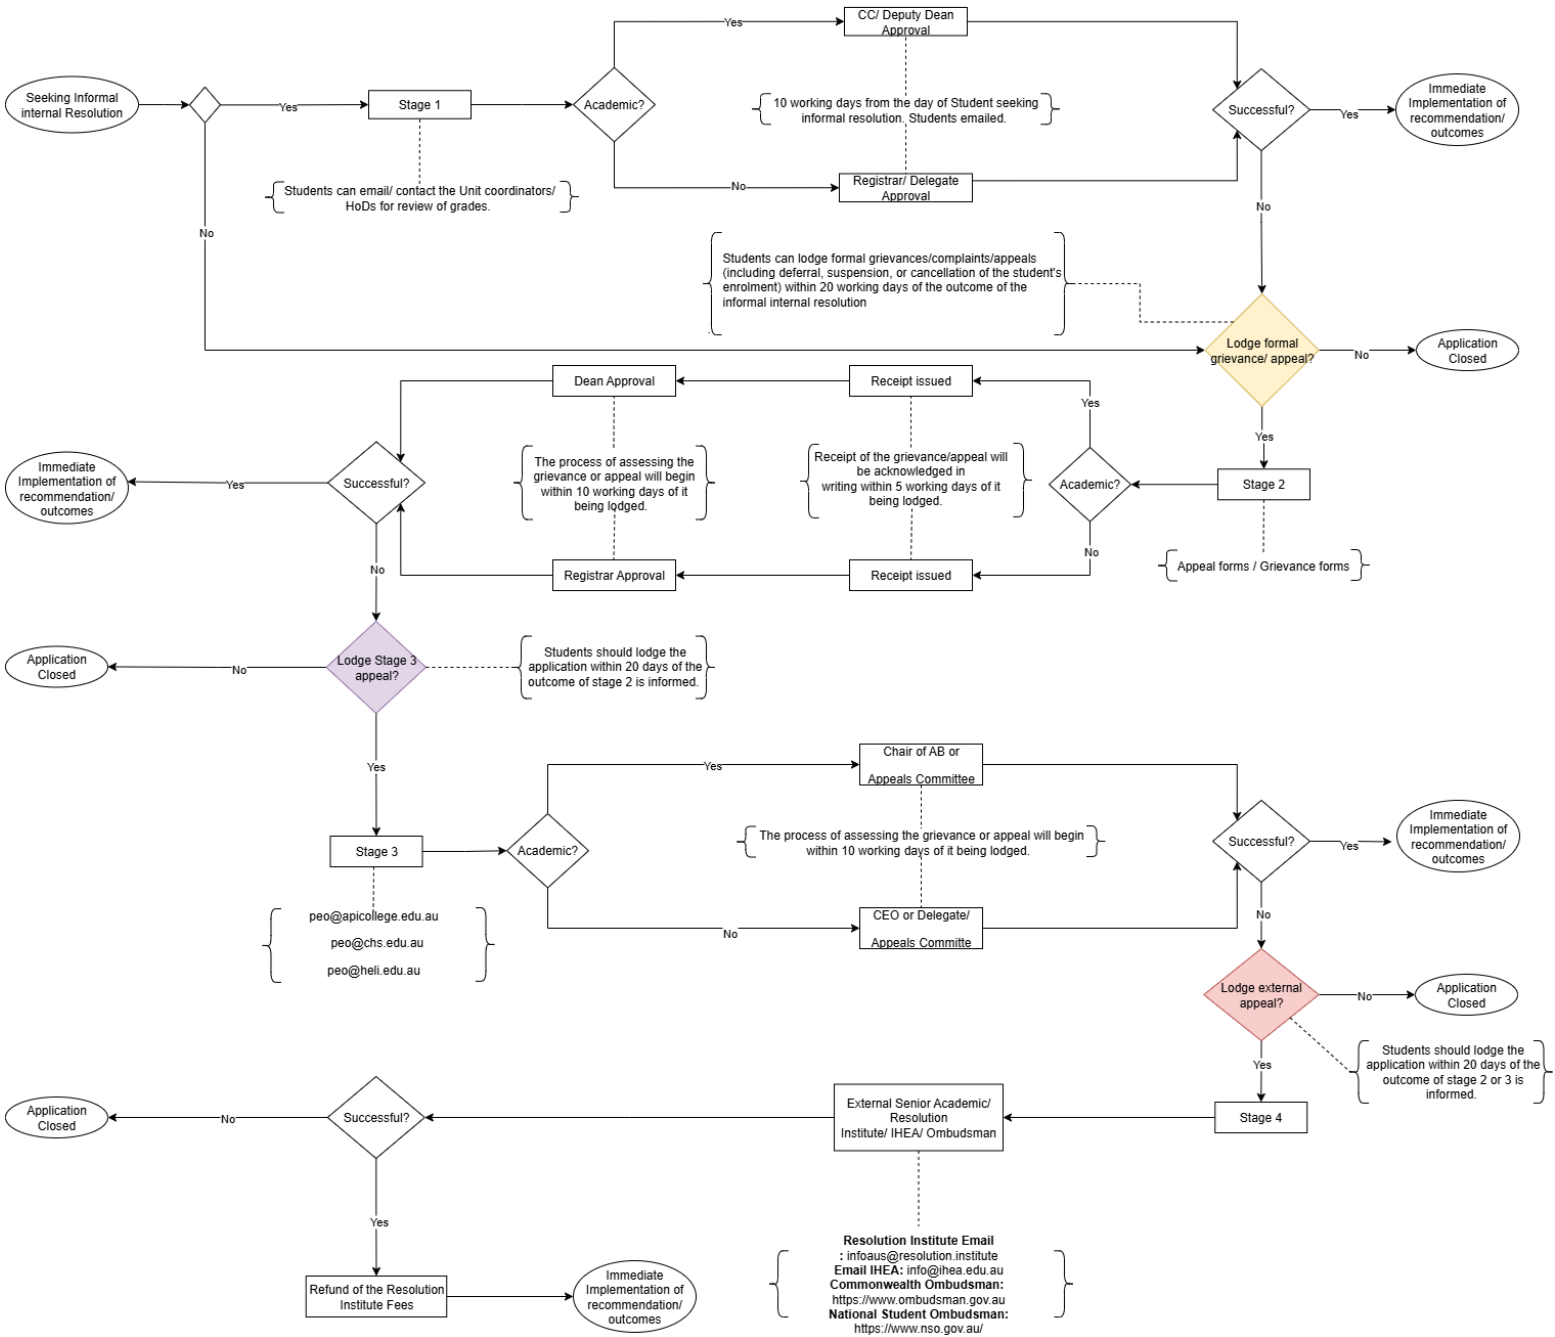 CC/ Deputy Dean
Approval
Yes
Seeking Informal
internal Resolution
Yes
Stage 1
Academic?
10 working days from the day of Student seeking
informal resolution. Students emailed.
Successful?
Yes
Immediate
Implementation of
recommendation/
outcomes
Students can email/ contact the Unit coordinators/
HoDs for review of grades.
No
Registrar/ Delegate
Approval
No
No
Students can lodge formal grievances/complaints/appeals
(including deferral, suspension, or cancellation of the student's
enrolment) within 20 working days of the outcome of the
informal internal resolution
Lodge formal
grievance/ appeal?
No
Application
Closed
Dean Approval
Receipt issued
Yes
Yes
Immediate
Implementation of
recommendation/
outcomes
Yes
Successful?
The process of assessing the
grievance or appeal will begin
within 10 working days of it
being lodged.
Receipt of the grievance/appeal will
be acknowledged in
writing within 5 working days of it
being lodged.
Academic?
Stage 2
No
Registrar Approval
Receipt issued
No
Appeal forms / Grievance forms
Application
Closed
No
Lodge Stage 3
appeal?
Students should lodge the
application within 20 days of the
outcome of stage 2 is informed.
Yes
Yes
Chair of AB or
Appeals Committee
Stage 3
Academic?
The process of assessing the grievance or appeal will begin
within 10 working days of it being lodged.
Successful?
Yes
Immediate
Implementation of
recommendation/
outcomes
peo@apicollege.edu.au
peo@chs.edu.au
peo@heli.edu.au
No
CEO or Delegate/
Appeals Committe
No
Lodge external
appeal?
No
Application
Closed
Yes
Students should lodge the
application within 20 days of the
outcome of stage 2 or 3 is
informed.
Application
Closed
No
Successful?
External Senior Academic/
Resolution
Institute/ IHEA/ Ombudsman
Stage 4
Yes
Refund of the Resolution
Institute Fees
Immediate
Implementation of
recommendation/
outcomes
Resolution Institute Email
: infoaus@resolution.institute
Email IHEA: info@ihea.edu.au
Commonwealth Ombudsman:
https://www.ombudsman.gov.au
National Student Ombudsman:
https://www.nso.gov.au/